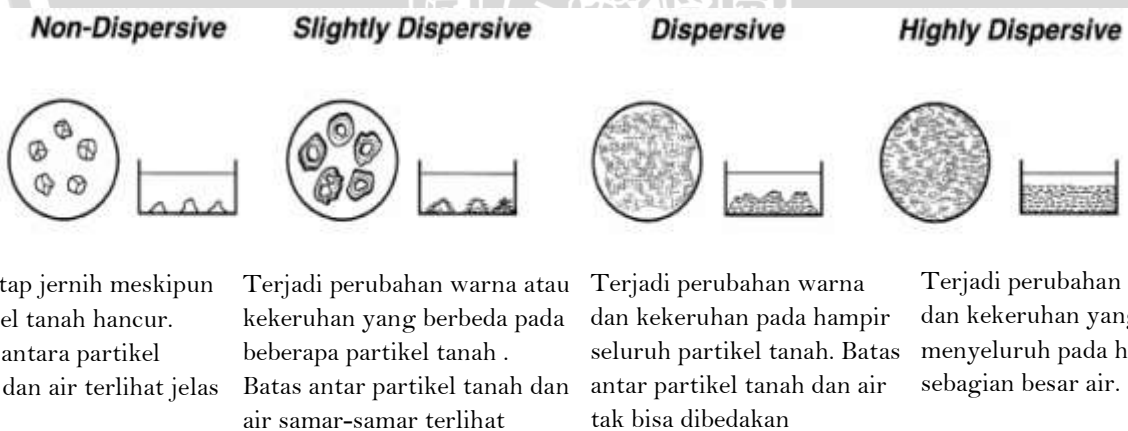 Non-Dispersive
Slightly Dispersive
Dispersive
Highly Dispersive
tap jernih meskipun
el tanah hancur.
antara partikel
dan air terlihat jelas
Terjadi perubahan warna atau
kekeruhan yang berbeda pada
beberapa partikel tanah .
Batas antar partikel tanah dan
air samar-samar terlihat
Terjadi perubahan warna
dan kekeruhan pada hampir
seluruh partikel tanah. Batas
antar partikel tanah dan air
tak bisa dibedakan
Terjadi perubahan
dan kekeruhan yang
menyeluruh pada h
sebagian besar air.